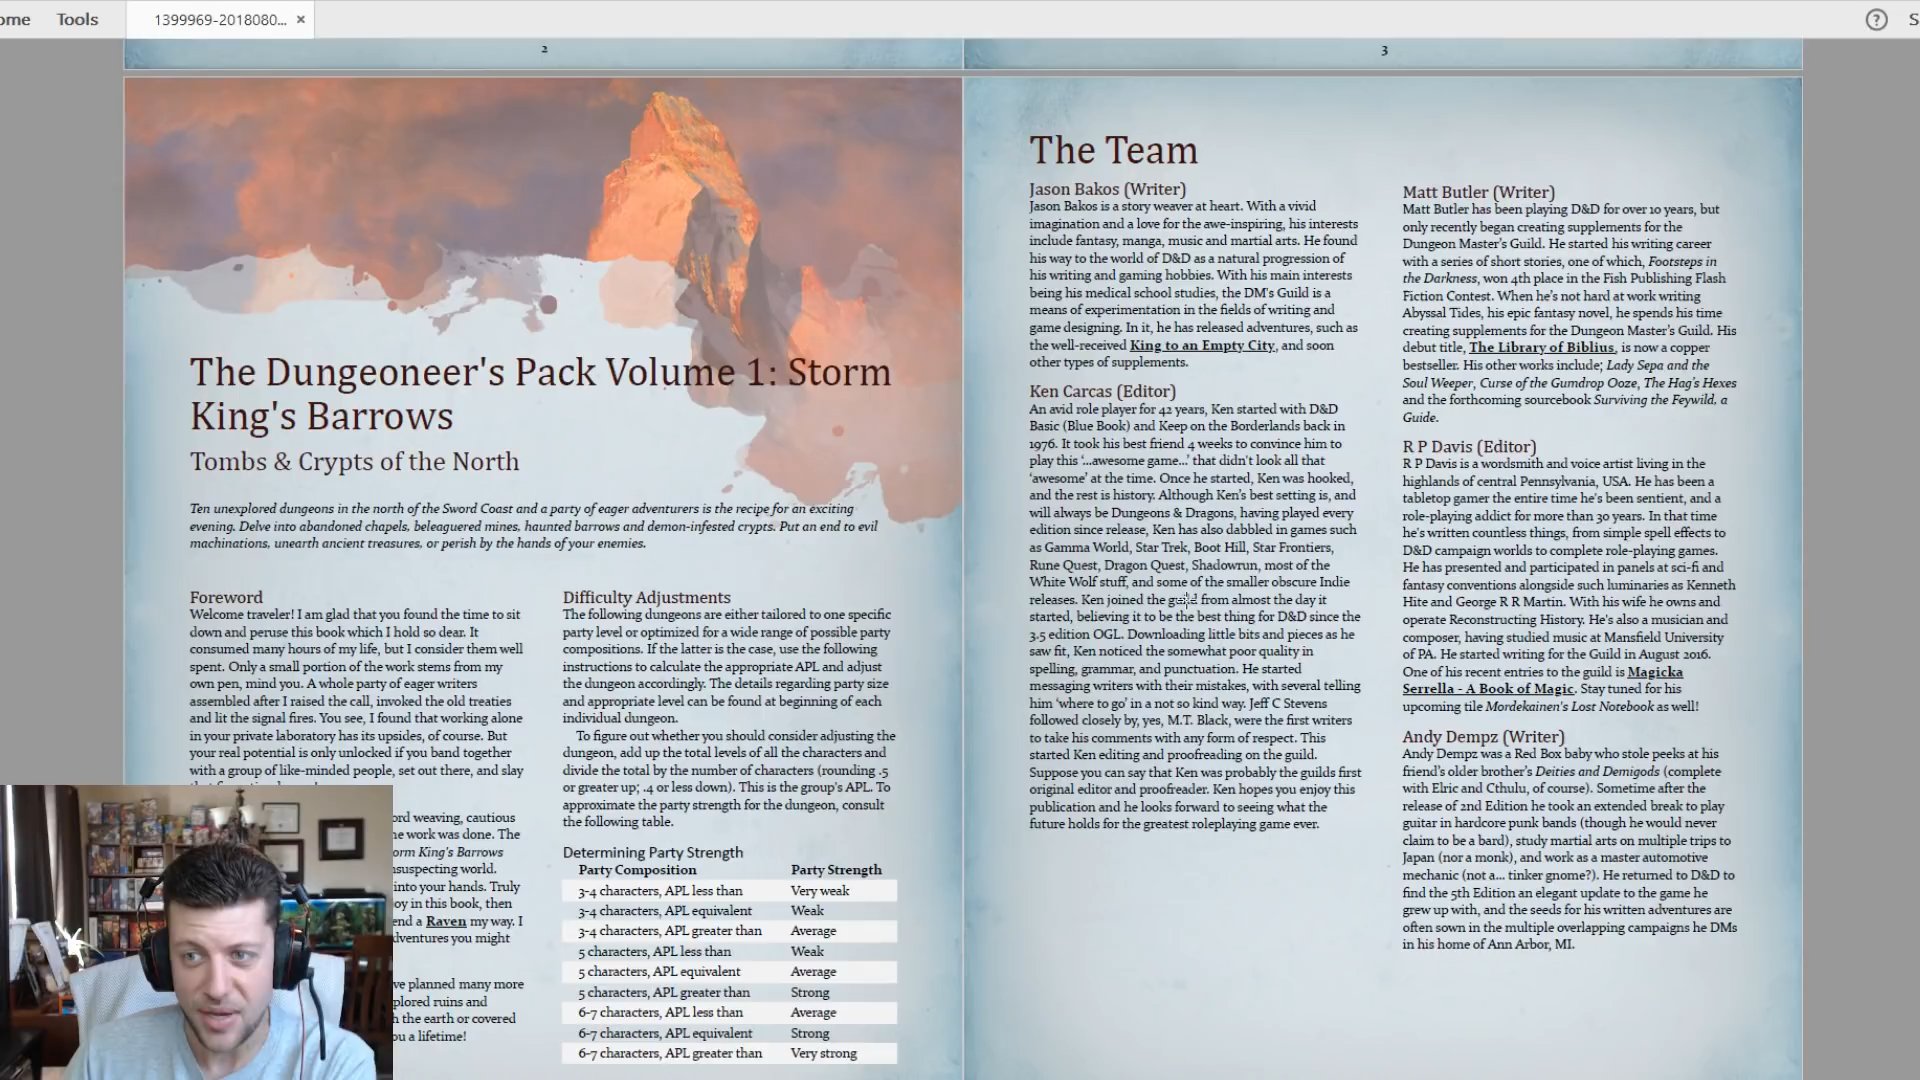 ome
Tools
1399969-2018080... ×
?
S
2
3
The Dungeoneer's Pack Volume 1: Storm
King's Barrows
Tombs & Crypts of the North
Ten unexplored dungeons in the north of the Sword Coast and a party of eager adventurers is the recipe for an exciting
evening. Delve into abandoned chapels, beleaguered mines, haunted barrows and demon-infested crypts. Put an end to evil
machinations, unearth ancient treasures, or perish by the hands of your enemies.
Foreword
Welcome traveler! I am glad that you found the time to sit
down and peruse this book which I hold so dear. It
consumed many hours of my life, but I consider them well
spent. Only a small portion of the work stems from my
own pen, mind you. A whole party of eager writers
assembled after I raised the call, invoked the old treaties
and lit the signal fires. You see, I found that working alone
in your private laboratory has its upsides, of course. But
your real potential is only unlocked if you band together
with a group of like-minded people, set out there, and slay
ord weaving, cautious
he work was done. The
orm King's Barrows
nsuspecting world.
into your hands. Truly
oy in this book, then
end a Raven my way. I
dventures you might
ve planned many more
plored ruins and
h the earth or covered
ou a lifetime!
Difficulty Adjustments
The following dungeons are either tailored to one specific
party level or optimized for a wide range of possible party
compositions. If the latter is the case, use the following
instructions to calculate the appropriate APL and adjust
the dungeon accordingly. The details regarding party size
and appropriate level can be found at beginning of each
individual dungeon.
To figure out whether you should consider adjusting the
dungeon, add up the total levels of all the characters and
divide the total by the number of characters (rounding .5
or greater up; .4 or less down). This is the group's APL. To
approximate the party strength for the dungeon, consult
the following table.
Determining Party Strength
Party Composition Party Strength
3-4 characters, APL less than Very weak
3-4 characters, APL equivalent Weak
3-4 characters, APL greater than Average
5 characters, APL less than Weak
5 characters, APL equivalent Average
5 characters, APL greater than Strong
6-7 characters, APL less than Average
6-7 characters, APL equivalent Strong
6-7 characters, APL greater than Very strong
The Team
Jason Bakos (Writer)
Jason Bakos is a story weaver at heart. With a vivid
imagination and a love for the awe-inspiring, his interests
include fantasy, manga, music and martial arts. He found
his way to the world of D&D as a natural progression of
his writing and gaming hobbies. With his main interests
being his medical school studies, the DM's Guild is a
means of experimentation in the fields of writing and
game designing. In it, he has released adventures, such as
the well-received King to an Empty City, and soon
other types of supplements.
Ken Carcas (Editor)
An avid role player for 42 years, Ken started with D&D
Basic (Blue Book) and Keep on the Borderlands back in
1976. It took his best friend 4 weeks to convince him to
play this ‘...awesome game...’ that didn't look all that
‘awesome’ at the time. Once he started, Ken was hooked,
and the rest is history. Although Ken’s best setting is, and
will always be Dungeons & Dragons, having played every
edition since release, Ken has also dabbled in games such
as Gamma World, Star Trek, Boot Hill, Star Frontiers,
Rune Quest, Dragon Quest, Shadowrun, most of the
White Wolf stuff, and some of the smaller obscure Indie
releases. Ken joined the guild from almost the day it
started, believing it to be the best thing for D&D since the
3.5 edition OGL. Downloading little bits and pieces as he
saw fit, Ken noticed the somewhat poor quality in
spelling, grammar, and punctuation. He started
messaging writers with their mistakes, with several telling
him ‘where to go’ in a not so kind way. Jeff C Stevens
followed closely by, yes, M.T. Black, were the first writers
to take his comments with any form of respect. This
started Ken editing and proofreading on the guild.
Suppose you can say that Ken was probably the guilds first
original editor and proofreader. Ken hopes you enjoy this
publication and he looks forward to seeing what the
future holds for the greatest roleplaying game ever.
Matt Butler (Writer)
Matt Butler has been playing D&D for over 10 years, but
only recently began creating supplements for the
Dungeon Master’s Guild. He started his writing career
with a series of short stories, one of which, Footsteps in
the Darkness, won 4th place in the Fish Publishing Flash
Fiction Contest. When he’s not hard at work writing
Abyssal Tides, his epic fantasy novel, he spends his time
creating supplements for the Dungeon Master’s Guild. His
debut title, The Library of Biblius, is now a copper
bestseller. His other works include; Lady Sepa and the
Soul Weeper, Curse of the Gumdrop Ooze, The Hag’s Hexes
and the forthcoming sourcebook Surviving the Feywild, a
Guide.
R P Davis (Editor)
R P Davis is a wordsmith and voice artist living in the
highlands of central Pennsylvania, USA. He has been a
tabletop gamer the entire time he's been sentient, and a
role-playing addict for more than 30 years. In that time
he's written countless things, from simple spell effects to
D&D campaign worlds to complete role-playing games.
He has presented and participated in panels at sci-fi and
fantasy conventions alongside such luminaries as Kenneth
Hite and George R R Martin. With his wife he owns and
operate Reconstructing History. He's also a musician and
composer, having studied music at Mansfield University
of PA. He started writing for the Guild in August 2016.
One of his recent entries to the guild is Magicka
Serrella - A Book of Magic. Stay tuned for his
upcoming tile Mordekainen's Lost Notebook as well!
Andy Dempz (Writer)
Andy Dempz was a Red Box baby who stole peeks at his
friend’s older brother’s Deities and Demigods (complete
with Elric and Cthulu, of course). Sometime after the
release of 2nd Edition he took an extended break to play
guitar in hardcore punk bands (though he would never
claim to be a bard), study martial arts on multiple trips to
Japan (nor a monk), and work as a master automotive
mechanic (not a... tinker gnome?). He returned to D&D to
find the 5th Edition an elegant update to the game he
grew up with, and the seeds for his written adventures are
often sown in the multiple overlapping campaigns he DMs
in his home of Ann Arbor, MI.